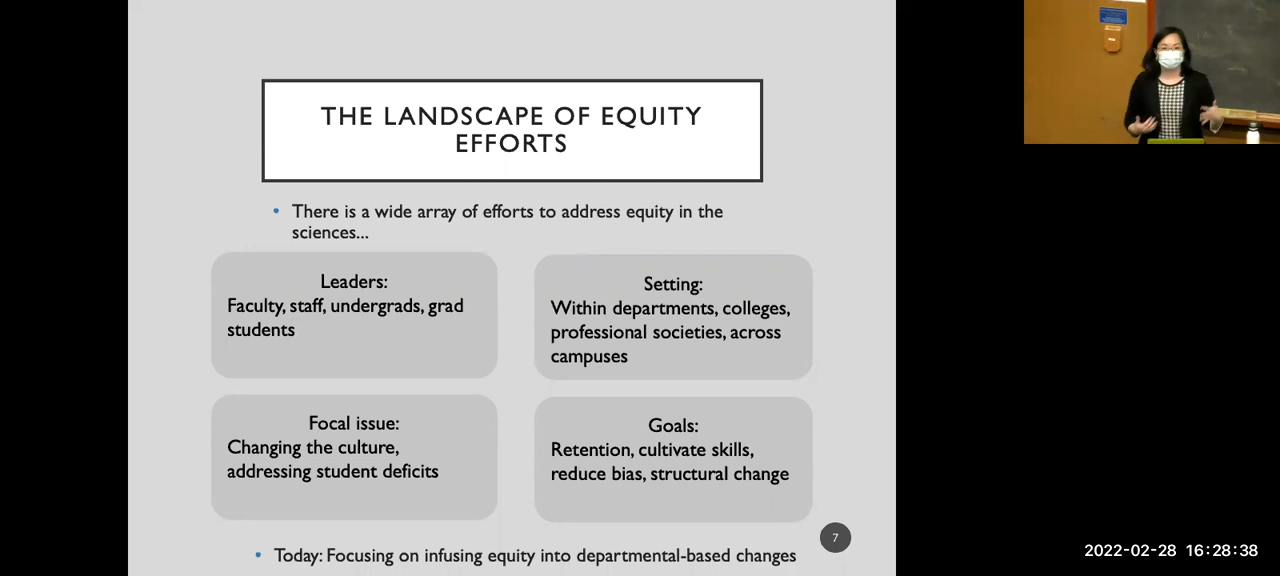 THE LANDSCAPE OF EQUITY
EFFORTS
• There is a wide array of efforts to address equity in the
sciences...
Leaders:
Faculty, staff, undergrads, grad
students
Setting:
Within departments, colleges,
professional societies, across
campuses
Focal issue:
Changing the culture,
addressing student deficits
Goals:
Retention, cultivate skills,
reduce bias, structural change
• Today: Focusing on infusing equity into departmental-based changes
7
2022-02-28 16:28:38